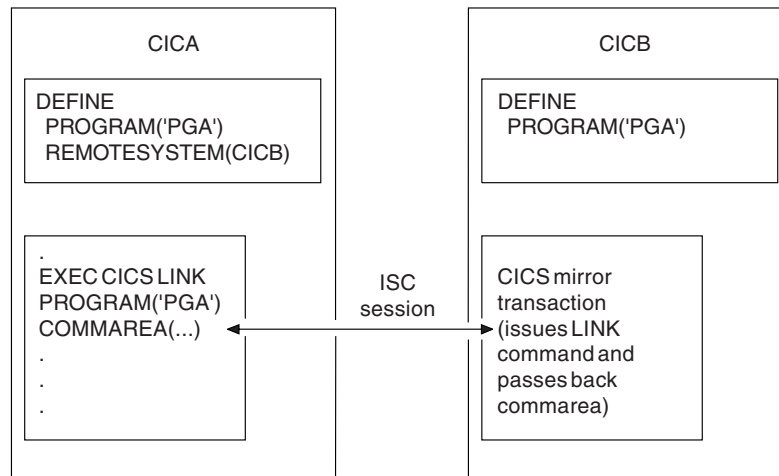 CICA
DEFINE
PROGRAM('PGA')
REMOTESYSTEM(CICB)
.
EXEC CICS LINK
PROGRAM('PGA')
COMMAREA(...)
.
.
.
ISC
session
CICB
DEFINE
PROGRAM('PGA')
CICS mirror
transaction
(issues LINK
command and
passes back
commarea)